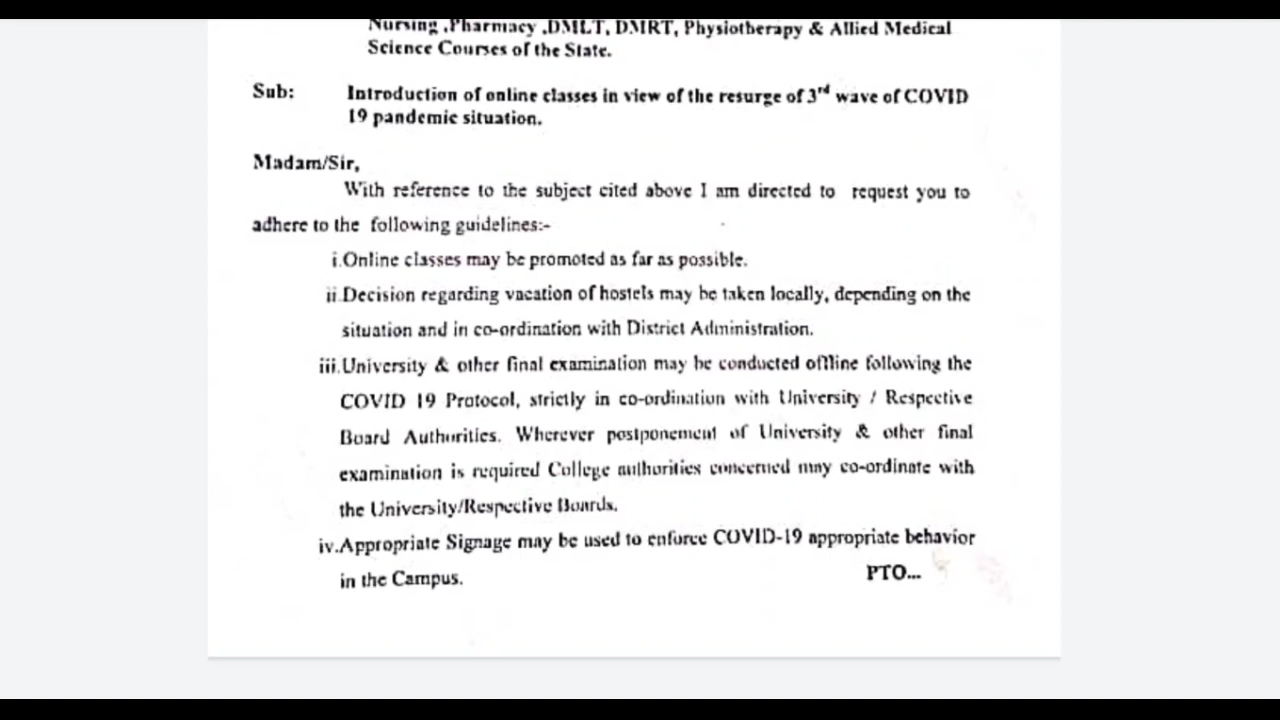 Nursing ,Pharmacy ,DMLT, DMRT, Physiotherapy & Allied Medical
Science Courses of the State.
Sub: Introduction of online classes in view of the resurge of 3rd wave of COVID
19 pandemic situation.
Madam/Sir,
With reference to the subject cited above I am directed to request you to
adhere to the following guidelines:-
i.Online classes may be promoted as far as possible.
ii.Decision regarding vacation of hostels may be taken locally, depending on the
situation and in co-ordination with District Administration.
iii.University & other final examination may be conducted offline following the
COVID 19 Protocol, strictly in co-ordination with University / Respective
Board Authorities. Wherever postponement of University & other final
examination is required College authorities concerned may co-ordinate with
the University/Respective Boards.
iv.Appropriate Signage may be used to enforce COVID-19 appropriate behavior
in the Campus.
PTO...